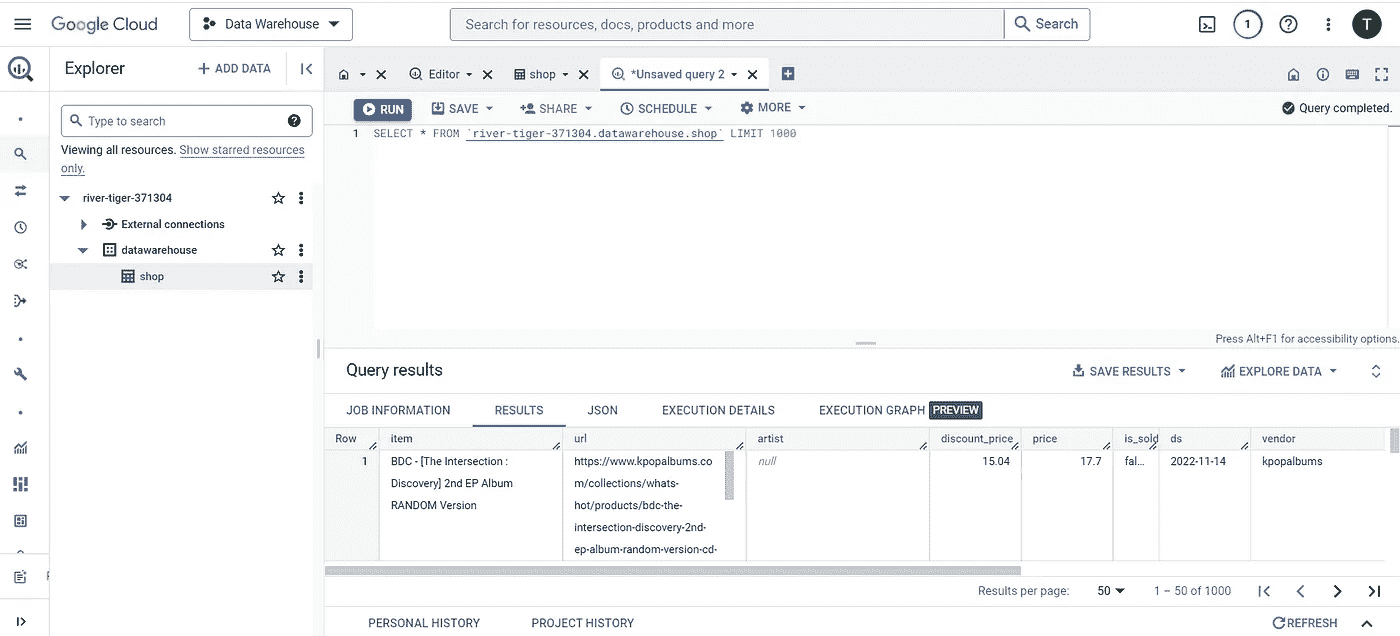 Google Cloud
Data Warehouse
Search for resources, docs, products and more
Search
1
T
Explorer
+ ADD DATA
Editor
shop
*Unsaved query 2
Type to search
RUN
SAVE
SHARE
SCHEDULE
MORE
Query completed.
Viewing all resources. Show starred resources
only.
1 SELECT * FROM `river-tiger-371304.datawarehouse.shop` LIMIT 1000
river-tiger-371304
External connections
datawarehouse
shop
Press Alt+F1 for accessibility options.
Query results
SAVE RESULTS
EXPLORE DATA
JOB INFORMATION
RESULTS
JSON
EXECUTION DETAILS
EXECUTION GRAPH PREVIEW
Row item url artist discount_price price is_sold ds vendor
1
BDC - [The Intersection :
Discovery] 2nd EP Album
RANDOM Version
https://www.kpopalbums.co
m/collections/whats-
hot/products/bdc-the-
intersection-discovery-2nd-
ep-album-random-version-cd-
null
15.04
17.7
fal...
2022-11-14
kpopalbums
Results per page: 50 1 – 50 of 1000
PERSONAL HISTORY
PROJECT HISTORY
REFRESH